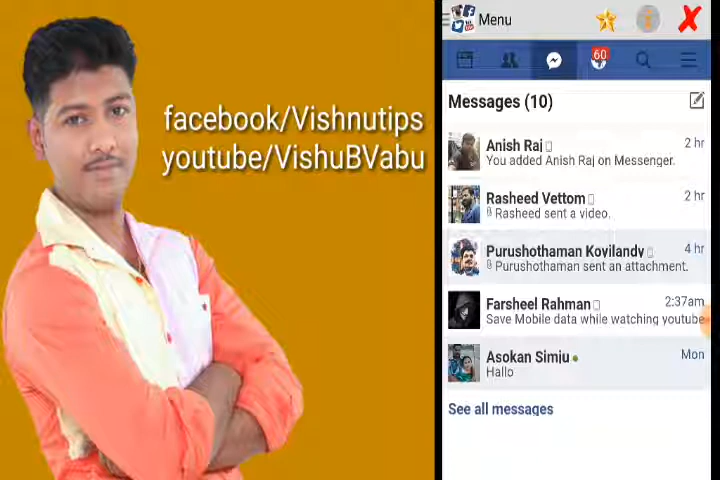 facebook/Vishnutips
youtube/VishuBVabu
Menu
60
Messages (10)
Anish Raj
2 hr
You added Anish Raj on Messenger.
Rasheed Vettom
2 hr
Rasheed sent a video.
Purushothaman Koyilandy
4 hr
Purushothaman sent an attachment.
Farsheel Rahman
2:37am
Save Mobile data while watching youtube
Asokan Simju
Mon
Hallo
See all messages